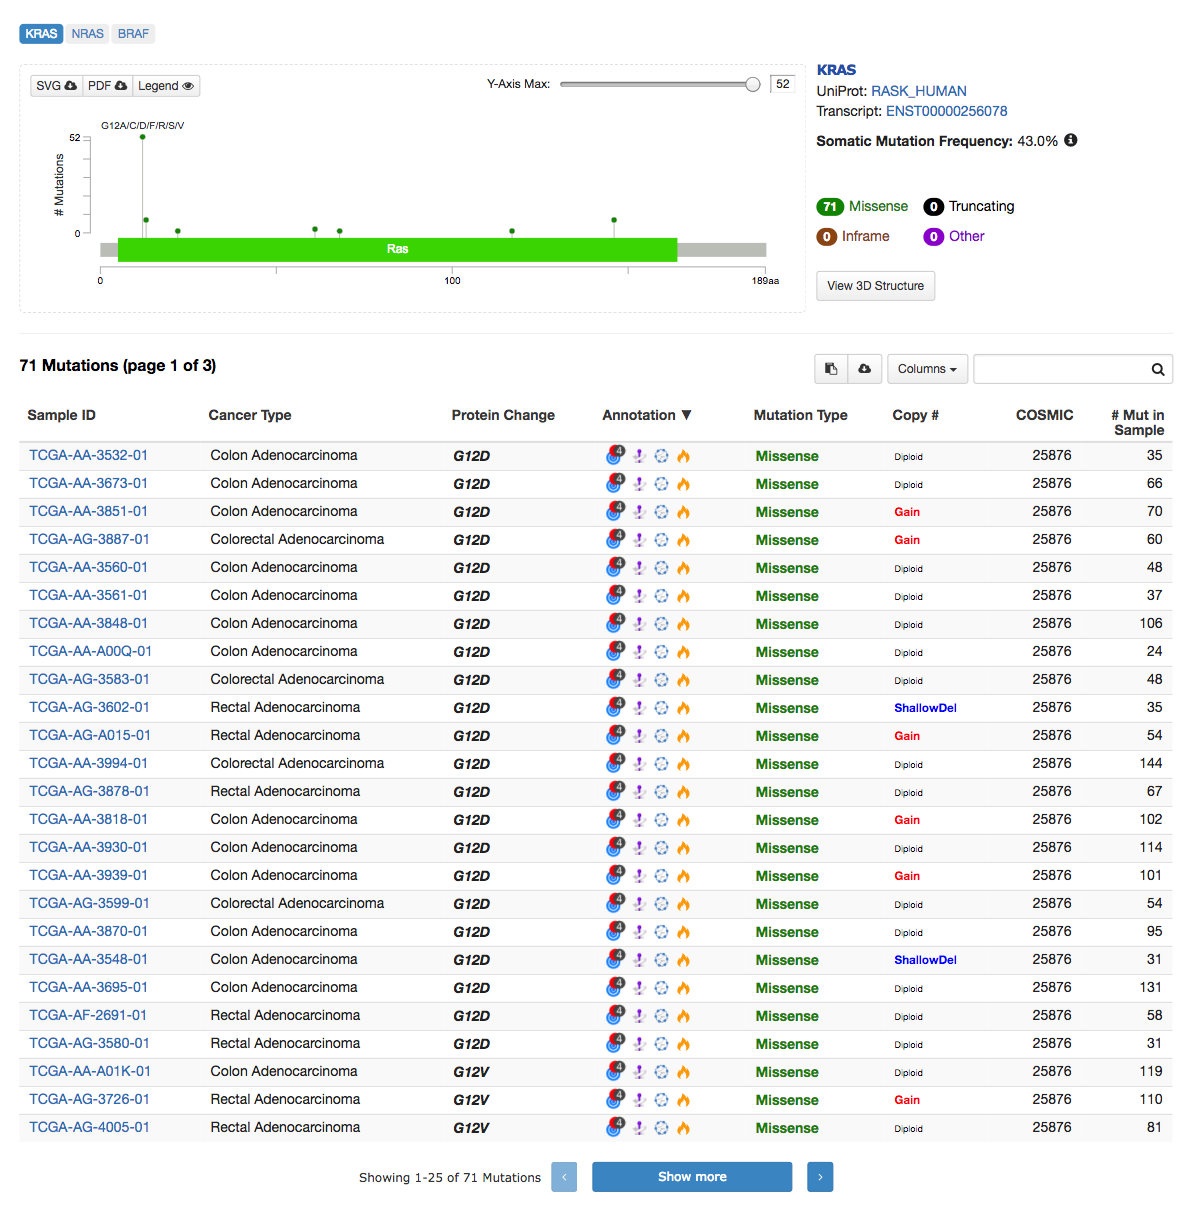 KRAS NRAS BRAF
SVG PDF Legend Y-Axis Max: 52
G12A/C/D/F/R/S/V
52
# Mutations
0
Ras
0 100 189aa
KRAS
UniProt: RASK_HUMAN
Transcript: ENST00000256078
Somatic Mutation Frequency: 43.0%
71 Missense 0 Truncating
0 Inframe 0 Other
View 3D Structure
71 Mutations (page 1 of 3) Columns
Sample ID Cancer Type Protein Change Annotation ▼ Mutation Type Copy # COSMIC # Mut in
Sample
TCGA-AA-3532-01 Colon Adenocarcinoma G12D 4 Missense Diploid 25876 35
TCGA-AA-3673-01 Colon Adenocarcinoma G12D 4 Missense Diploid 25876 66
TCGA-AA-3851-01 Colon Adenocarcinoma G12D 4 Missense Gain 25876 70
TCGA-AG-3887-01 Colorectal Adenocarcinoma G12D 4 Missense Gain 25876 60
TCGA-AA-3560-01 Colon Adenocarcinoma G12D 4 Missense Diploid 25876 48
TCGA-AA-3561-01 Colon Adenocarcinoma G12D 4 Missense Diploid 25876 37
TCGA-AA-3848-01 Colon Adenocarcinoma G12D 4 Missense Diploid 25876 106
TCGA-AA-A00Q-01 Colon Adenocarcinoma G12D 4 Missense Diploid 25876 24
TCGA-AG-3583-01 Colorectal Adenocarcinoma G12D 4 Missense Diploid 25876 48
TCGA-AG-3602-01 Rectal Adenocarcinoma G12D 4 Missense ShallowDel 25876 35
TCGA-AG-A015-01 Rectal Adenocarcinoma G12D 4 Missense Gain 25876 54
TCGA-AA-3994-01 Colorectal Adenocarcinoma G12D 4 Missense Diploid 25876 144
TCGA-AG-3878-01 Rectal Adenocarcinoma G12D 4 Missense Diploid 25876 67
TCGA-AA-3818-01 Colon Adenocarcinoma G12D 4 Missense Gain 25876 102
TCGA-AA-3930-01 Colon Adenocarcinoma G12D 4 Missense Diploid 25876 114
TCGA-AA-3939-01 Colon Adenocarcinoma G12D 4 Missense Gain 25876 101
TCGA-AG-3599-01 Colorectal Adenocarcinoma G12D 4 Missense Diploid 25876 54
TCGA-AA-3870-01 Colon Adenocarcinoma G12D 4 Missense Diploid 25876 95
TCGA-AA-3548-01 Colon Adenocarcinoma G12D 4 Missense ShallowDel 25876 31
TCGA-AA-3695-01 Colon Adenocarcinoma G12D 4 Missense Diploid 25876 131
TCGA-AF-2691-01 Rectal Adenocarcinoma G12D 4 Missense Diploid 25876 58
TCGA-AG-3580-01 Rectal Adenocarcinoma G12D 4 Missense Diploid 25876 31
TCGA-AA-A01K-01 Colon Adenocarcinoma G12V 4 Missense Diploid 25876 119
TCGA-AG-3726-01 Rectal Adenocarcinoma G12V 4 Missense Gain 25876 110
TCGA-AG-4005-01 Rectal Adenocarcinoma G12V 4 Missense Diploid 25876 81
Showing 1-25 of 71 Mutations ‹ Show more ›